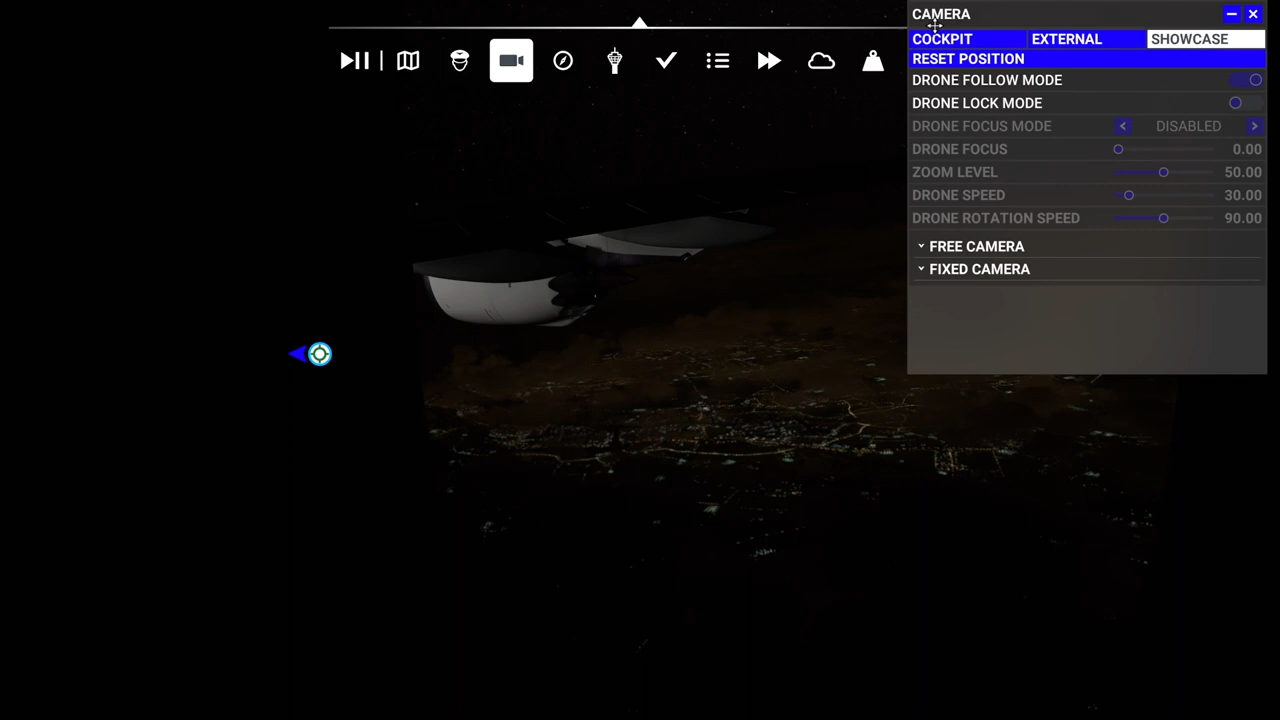 CAMERA
COCKPIT
EXTERNAL
SHOWCASE
RESET POSITION
DRONE FOLLOW MODE
DRONE LOCK MODE
DRONE FOCUS MODE < DISABLED >
DRONE FOCUS 0.00
ZOOM LEVEL 50.00
DRONE SPEED 30.00
DRONE ROTATION SPEED 90.00
FREE CAMERA
FIXED CAMERA